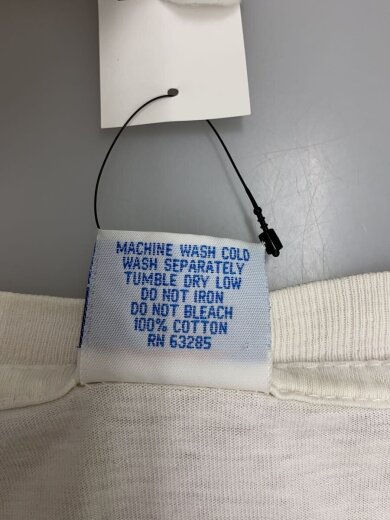 MACHINE WASH COLD
WASH SEPARATELY
TUMBLE DRY LOW
DO NOT IRON
DO NOT BLEACH
100% COTTON
RN 63285